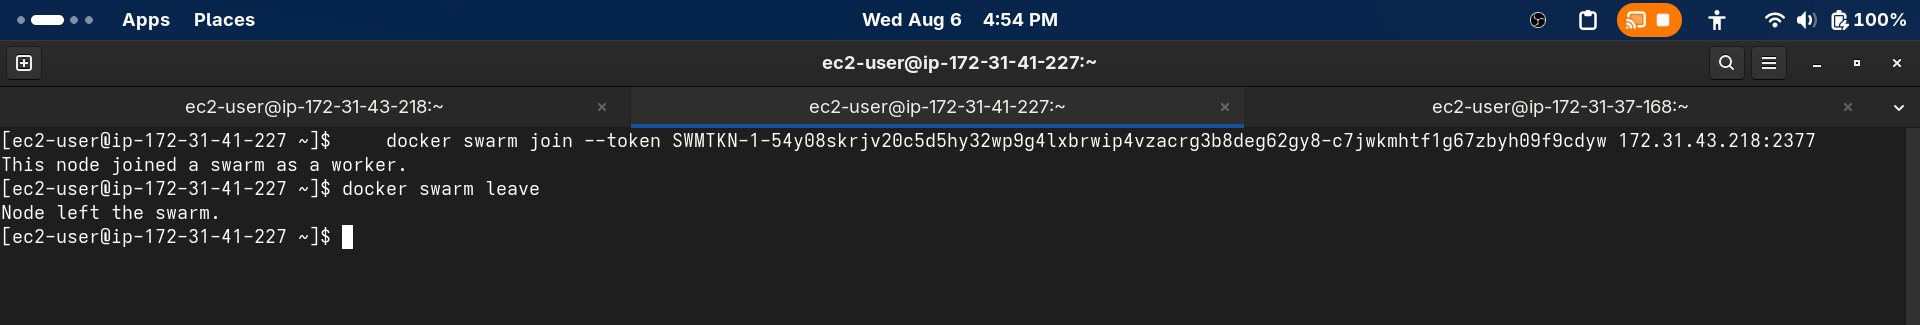 Apps Places Wed Aug 6 4:54 PM 100%
ec2-user@ip-172-31-41-227:~
ec2-user@ip-172-31-43-218:~ ec2-user@ip-172-31-41-227:~ ec2-user@ip-172-31-37-168:~
[ec2-user@ip-172-31-41-227 ~]$     docker swarm join --token SWMTKN-1-54y08skrjv20c5d5hy32wp9g4lxbrwip4vzacrg3b8deg62gy8-c7jwkmhtf1g67zbyh09f9cdyw 172.31.43.218:2377
This node joined a swarm as a worker.
[ec2-user@ip-172-31-41-227 ~]$ docker swarm leave
Node left the swarm.
[ec2-user@ip-172-31-41-227 ~]$